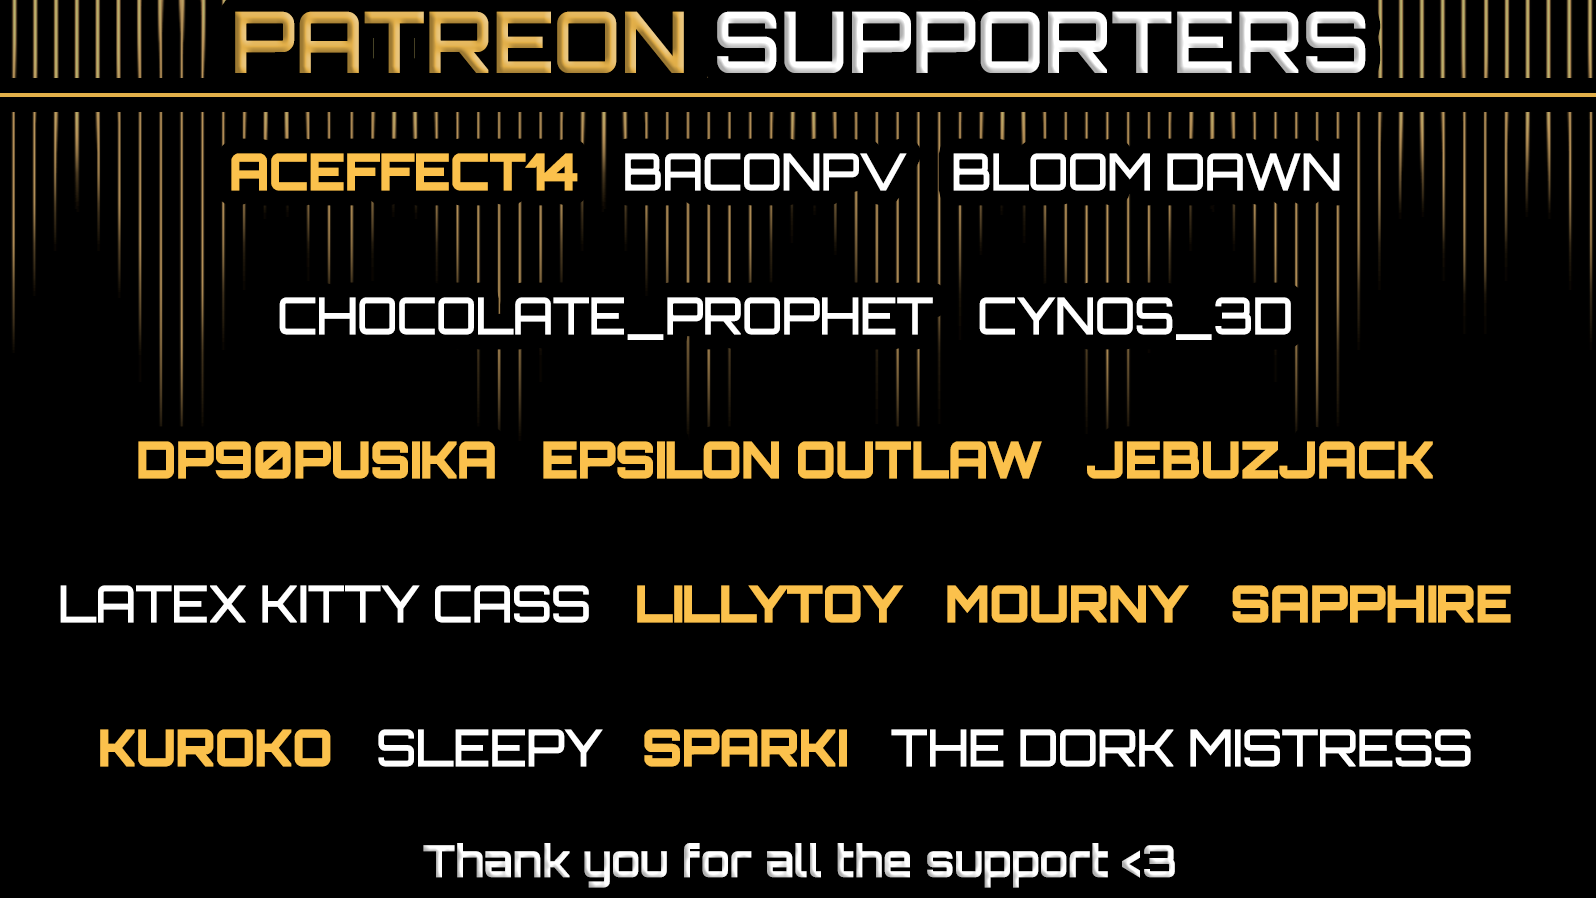 PATREON SUPPORTERS
ACEFFECT14 BACONPV BLOOM DAWN
CHOCOLATE_PROPHET CYNOS_3D
DP90PUSIKA EPSILON OUTLAW JEBUZJACK
LATEX KITTY CASS LILLYTOY MOURNY SAPPHIRE
KUROKO SLEEPY SPARKI THE DORK MISTRESS
Thank you for all the support <3